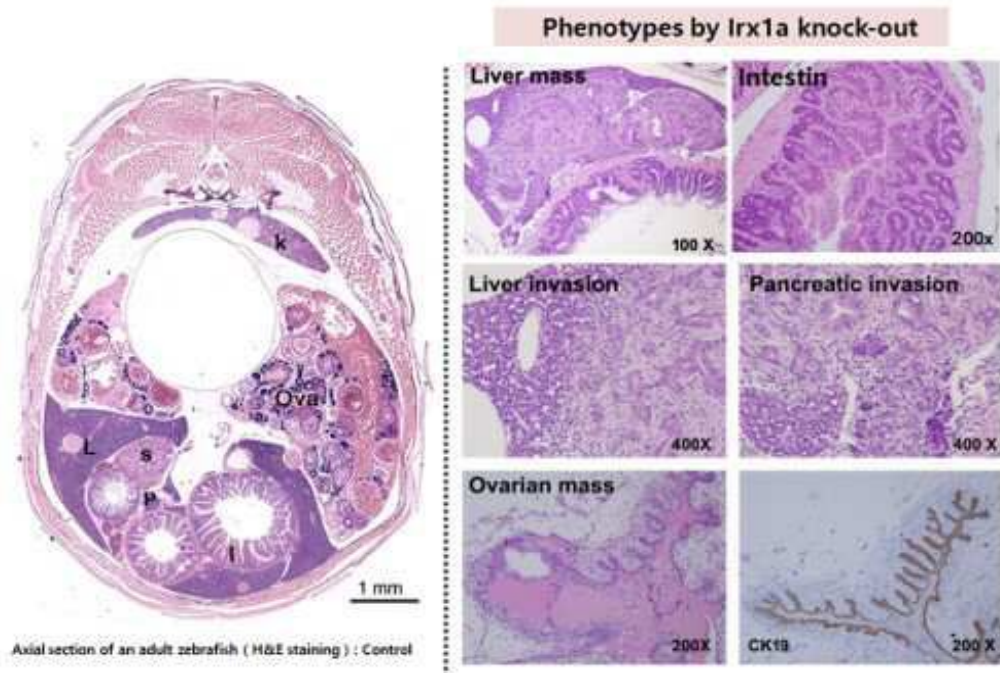 Phenotypes by Irx1a knock-out
Liver mass
100 X
Intestin
200x
Liver invasion
400X
Pancreatic invasion
400 X
Ovarian mass
200X
CK19
200 X
k
Ova
L
s
p
I
1 mm
Axial section of an adult zebrafish ( H&E staining ) : Control